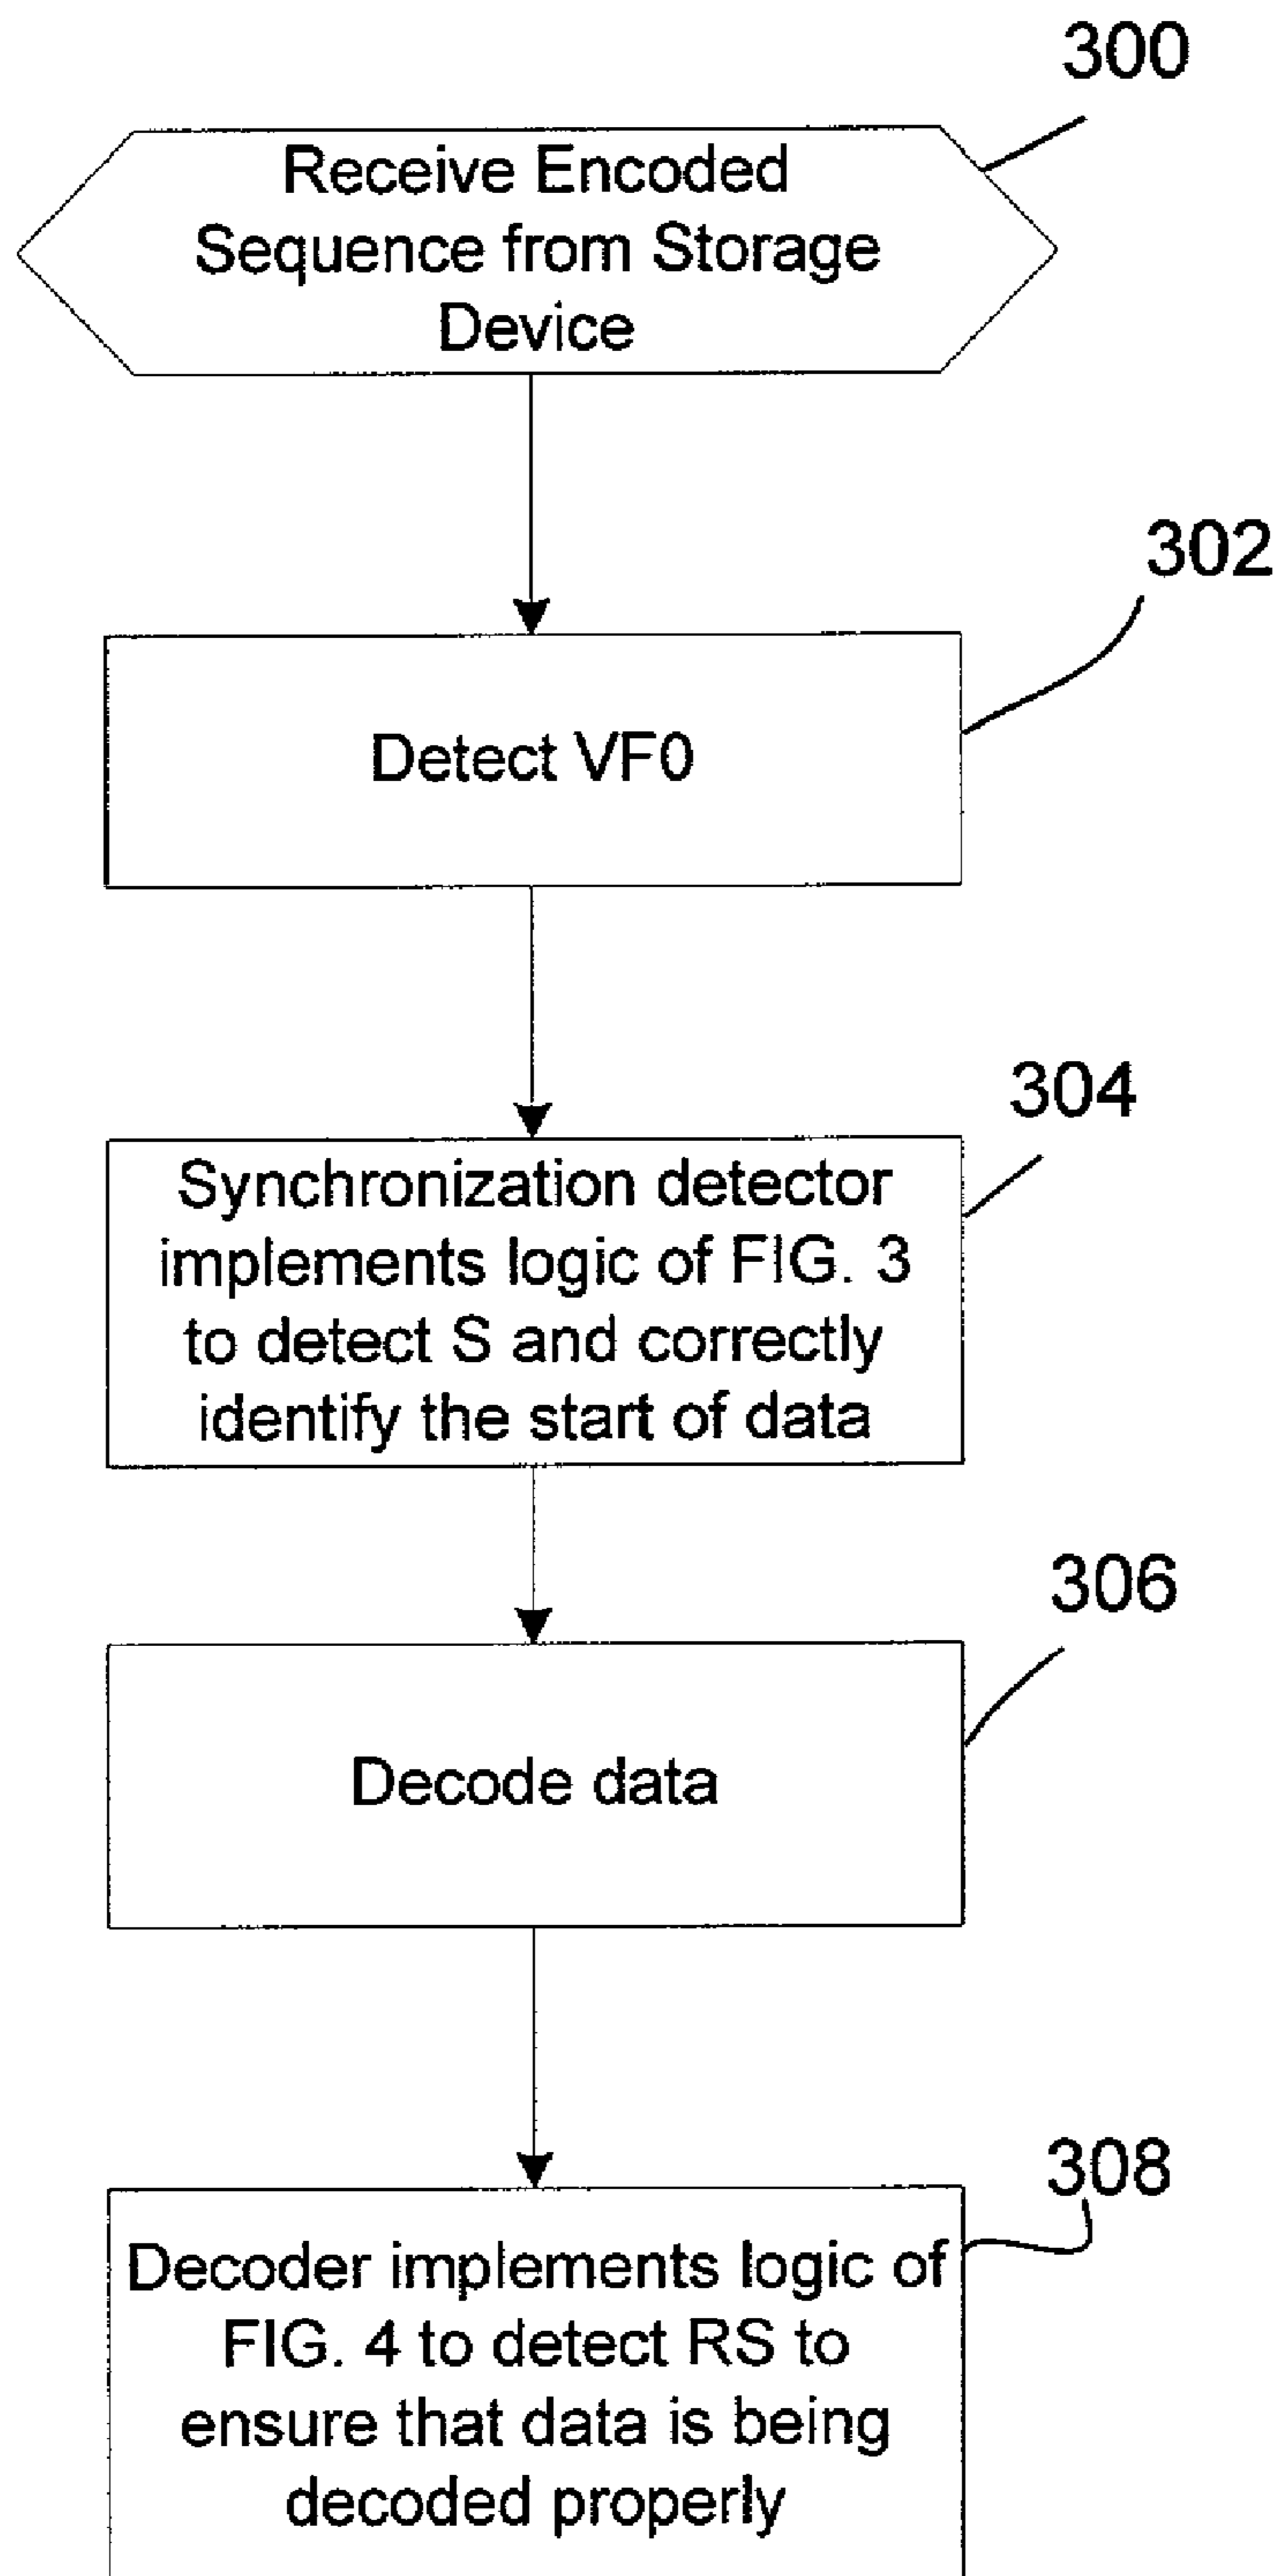 300
Receive Encoded
Sequence from Storage
Device
302
Detect VF0
304
Synchronization detector
implements logic of FIG. 3
to detect S and correctly
identify the start of data
306
Decode data
308
Decoder implements logic of
FIG. 4 to detect RS to
ensure that data is being
decoded properly